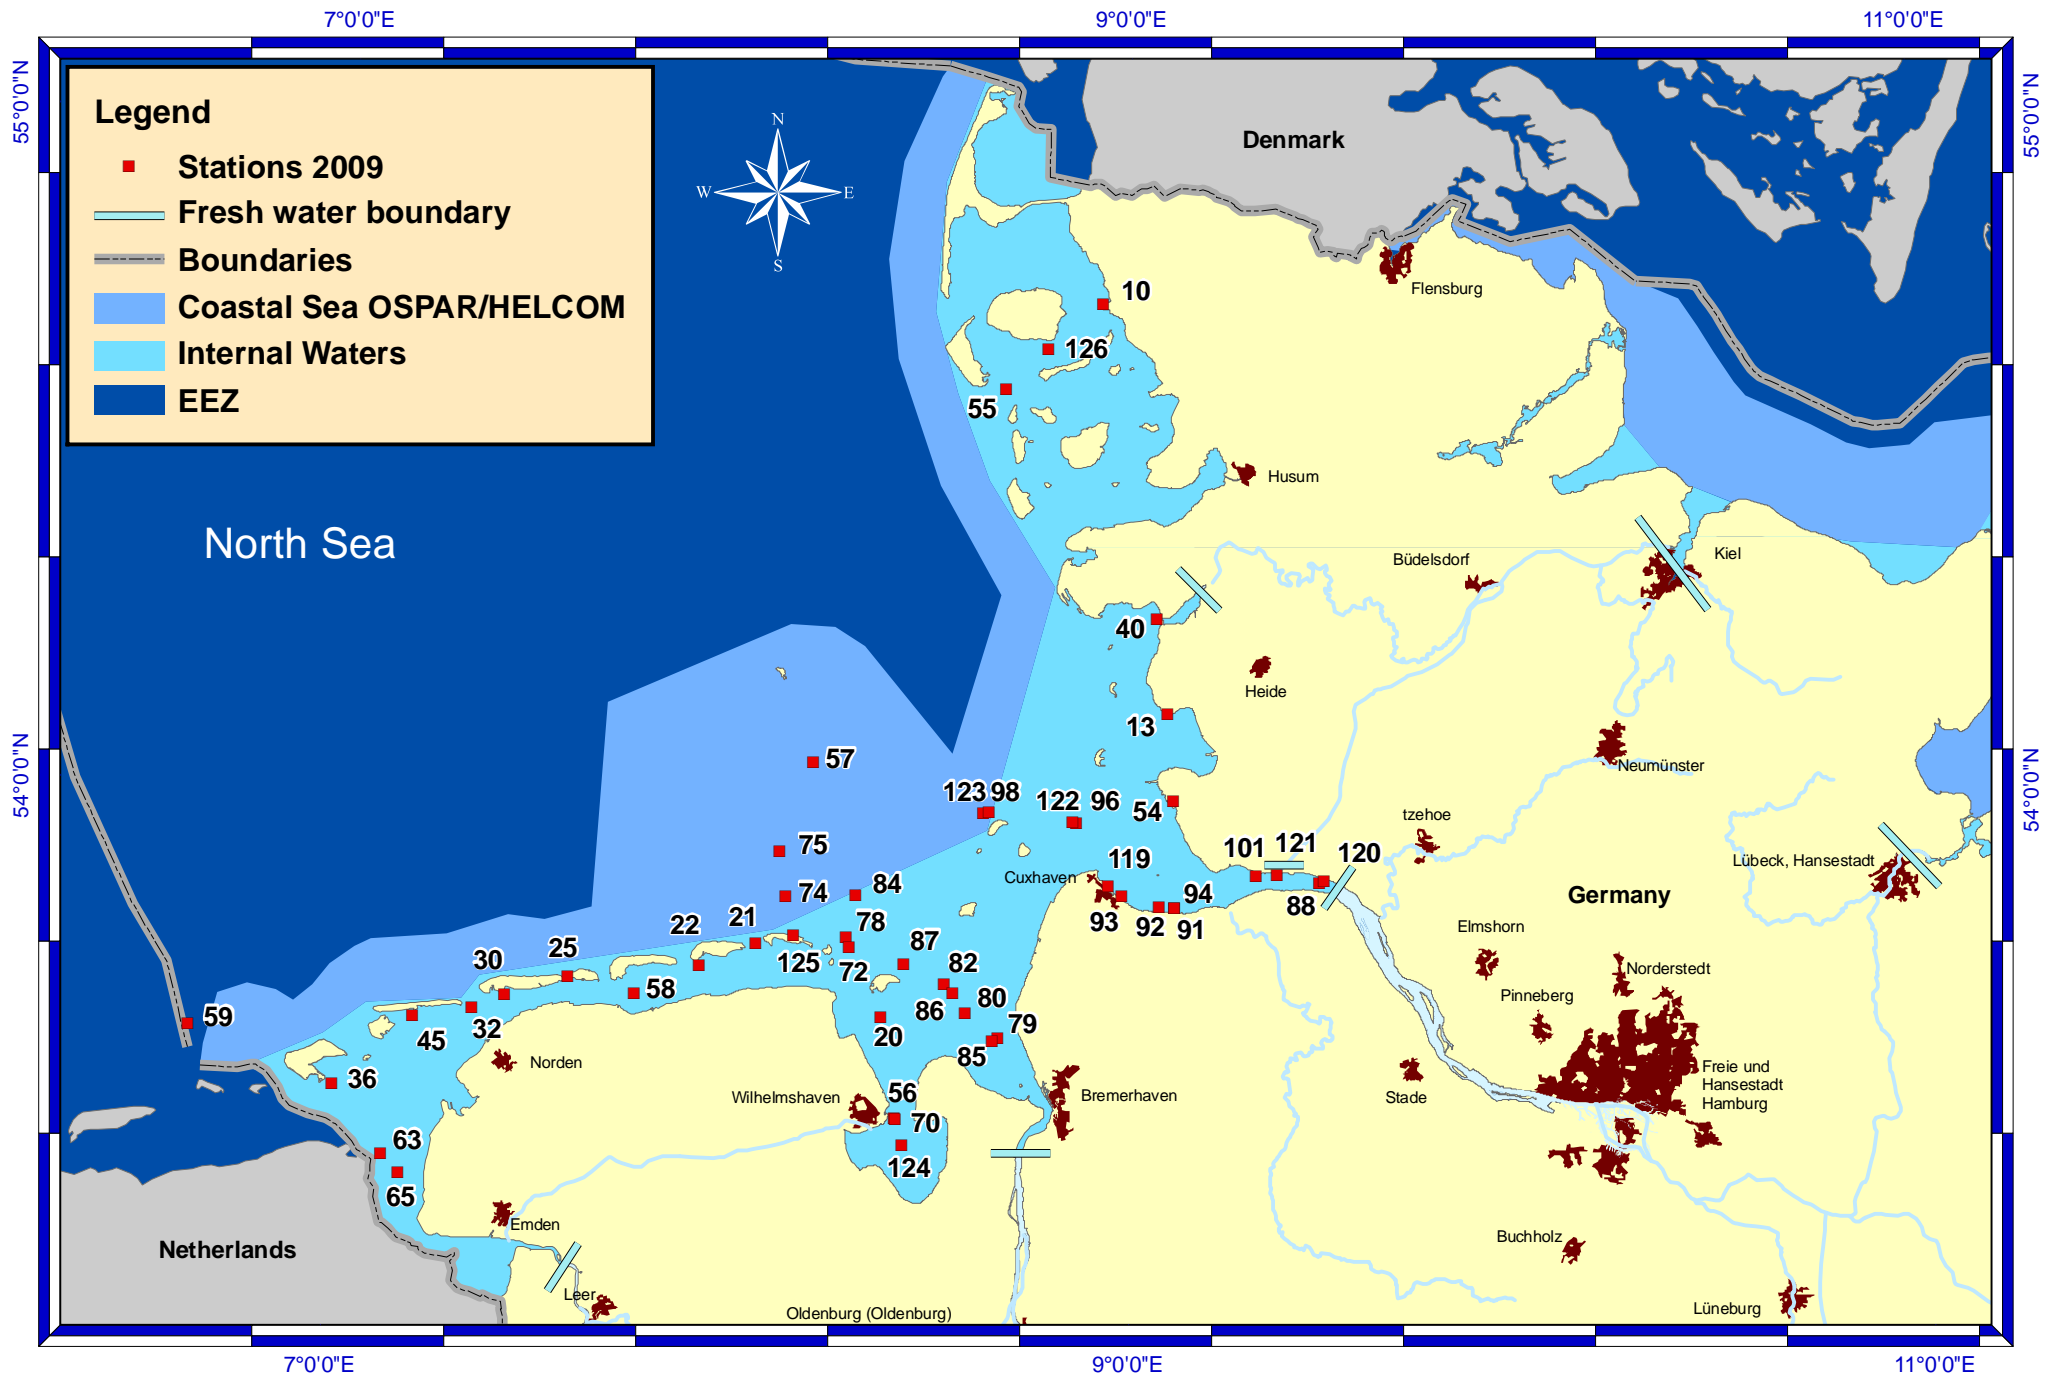 7°0'0"E
9°0'0"E
11°0'0"E
55°0'0"N
55°0'0"N
Legend
Stations 2009
Fresh water boundary
Boundaries
Coastal Sea OSPAR/HELCOM
Internal Waters
EEZ
N
W
E
S
Denmark
Flensburg
10
126
55
Husum
North Sea
Büdelsdorf
Kiel
40
Heide
13
54°0'0"N
54°0'0"N
57
Neumünster
123
98
122
96
54
tzehoe
75
119
101
121
120
Lübeck, Hansestadt
Cuxhaven
74
84
93
92
94
91
88
Germany
22
21
78
125
72
87
82
Elmshorn
Norderstedt
30
25
58
86
80
Pinneberg
59
45
32
20
79
85
Norden
36
56
Wilhelmshaven
Bremerhaven
Stade
Freie und
Hansestadt
Hamburg
70
63
124
65
Emden
Netherlands
Buchholz
Leer
Oldenburg (Oldenburg)
Lüneburg
7°0'0"E
9°0'0"E
11°0'0"E